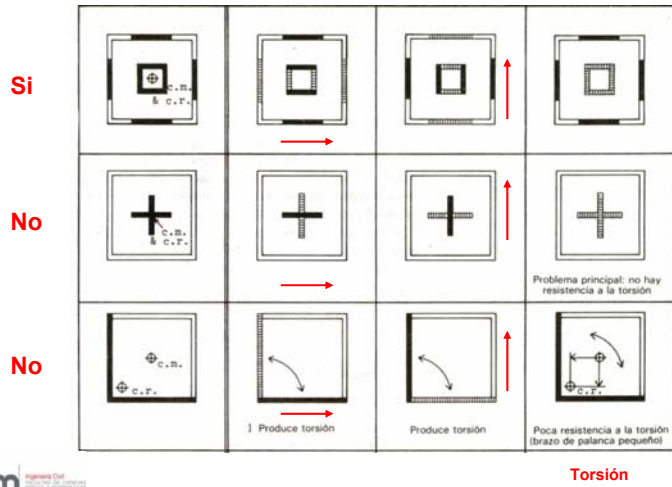 Si
c.m.
& c.r.
No
c.m.
& c.r.
Problema principal: no hay
resistencia a la torsión
No
c.m.
c.r.
] Produce torsión
Produce torsión
c.r.
Poca resistencia a la torsión
(brazo de palanca pequeño)
Torsión
m
Ingeniería Civil